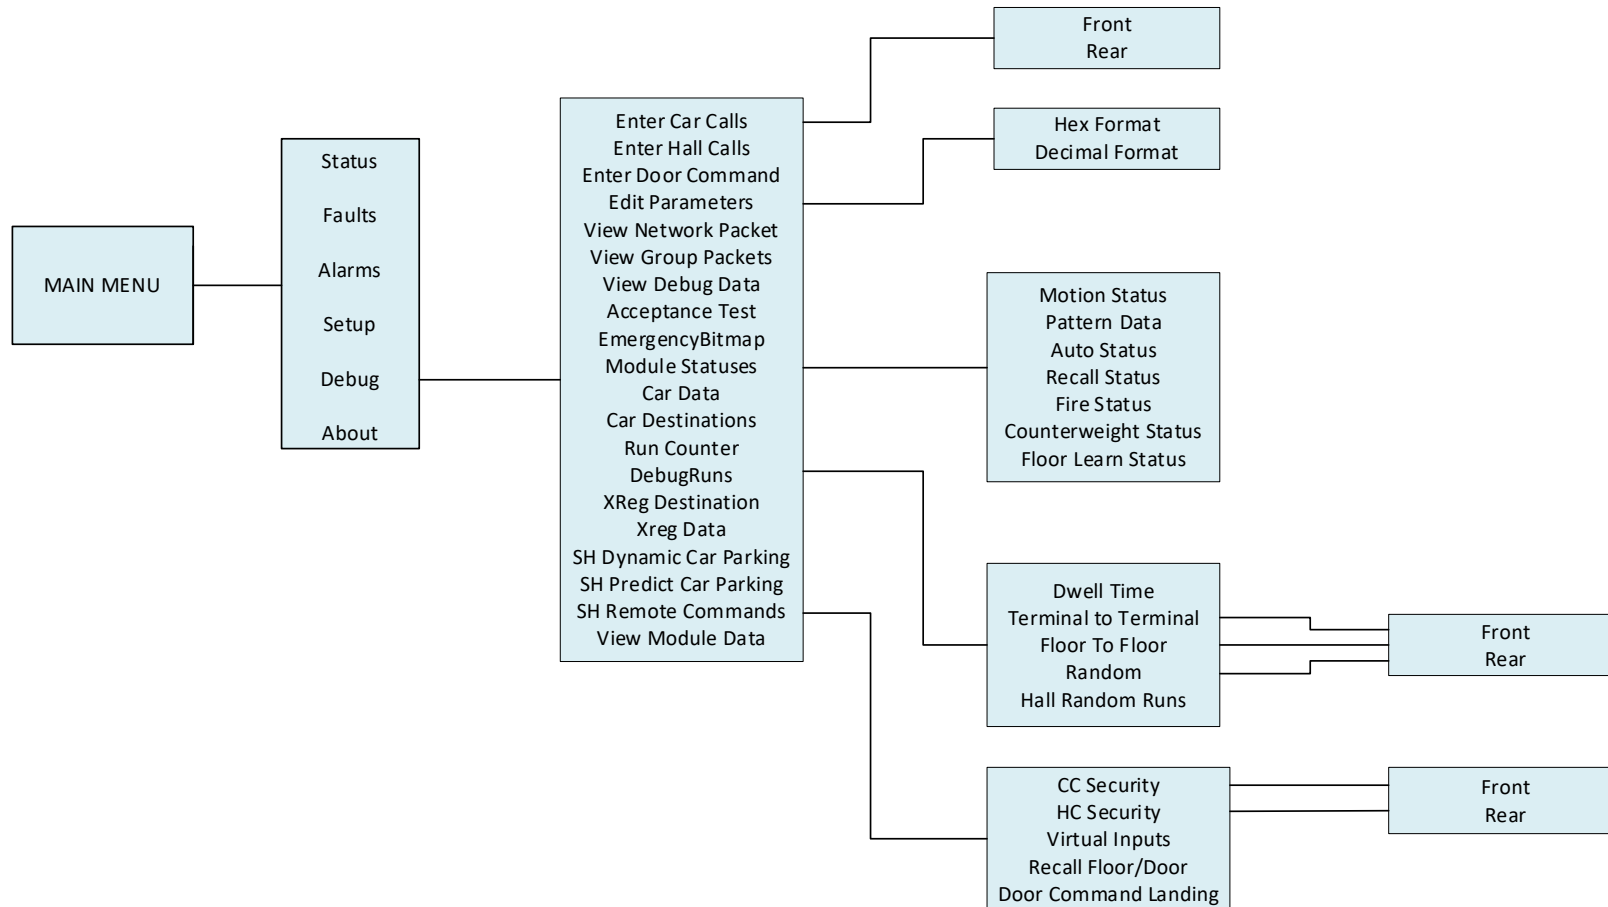 MAIN MENU
Status
Faults
Alarms
Setup
Debug
About
Enter Car Calls
Enter Hall Calls
Enter Door Command
Edit Parameters
View Network Packet
View Group Packets
View Debug Data
Acceptance Test
EmergencyBitmap
Module Statuses
Car Data
Car Destinations
Run Counter
DebugRuns
XReg Destination
Xreg Data
SH Dynamic Car Parking
SH Predict Car Parking
SH Remote Commands
View Module Data
Front
Rear
Hex Format
Decimal Format
Motion Status
Pattern Data
Auto Status
Recall Status
Fire Status
Counterweight Status
Floor Learn Status
Dwell Time
Terminal to Terminal
Floor To Floor
Random
Hall Random Runs
Front
Rear
CC Security
HC Security
Virtual Inputs
Recall Floor/Door
Door Command Landing
Front
Rear